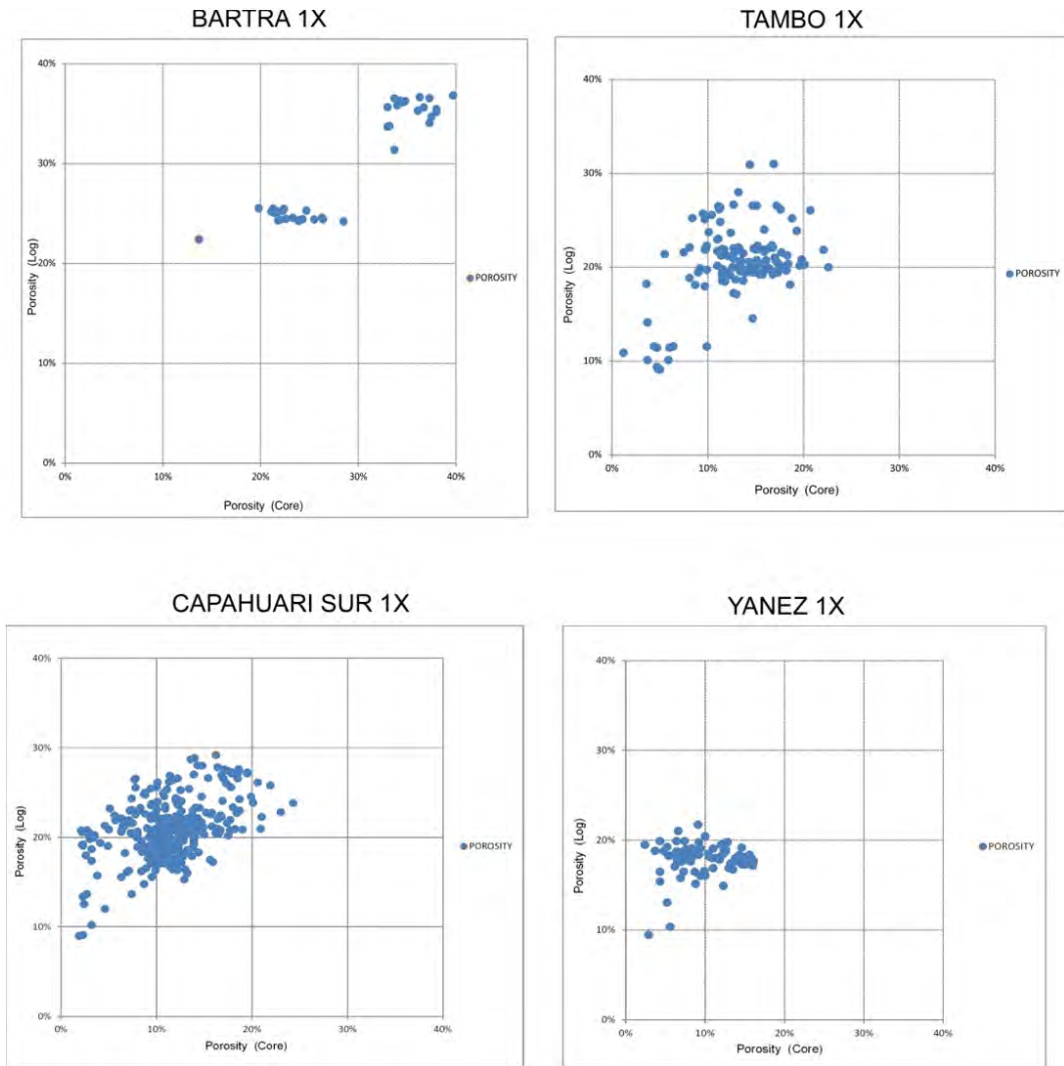 BARTRA 1X
40%
30%
20%
10%
0%
0%
10%
20%
30%
40%
Porosity (Log)
Porosity (Core)
POROSITY
TAMBO 1X
40%
30%
20%
10%
0%
0%
10%
20%
30%
40%
Porosity (Log)
Porosity (Core)
POROSITY
CAPAHUARI SUR 1X
40%
30%
20%
10%
0%
0%
10%
20%
30%
40%
Porosity (Log)
Porosity (Core)
POROSITY
YANEZ 1X
40%
30%
20%
10%
0%
0%
10%
20%
30%
40%
Porosity (Log)
Porosity (Core)
POROSITY